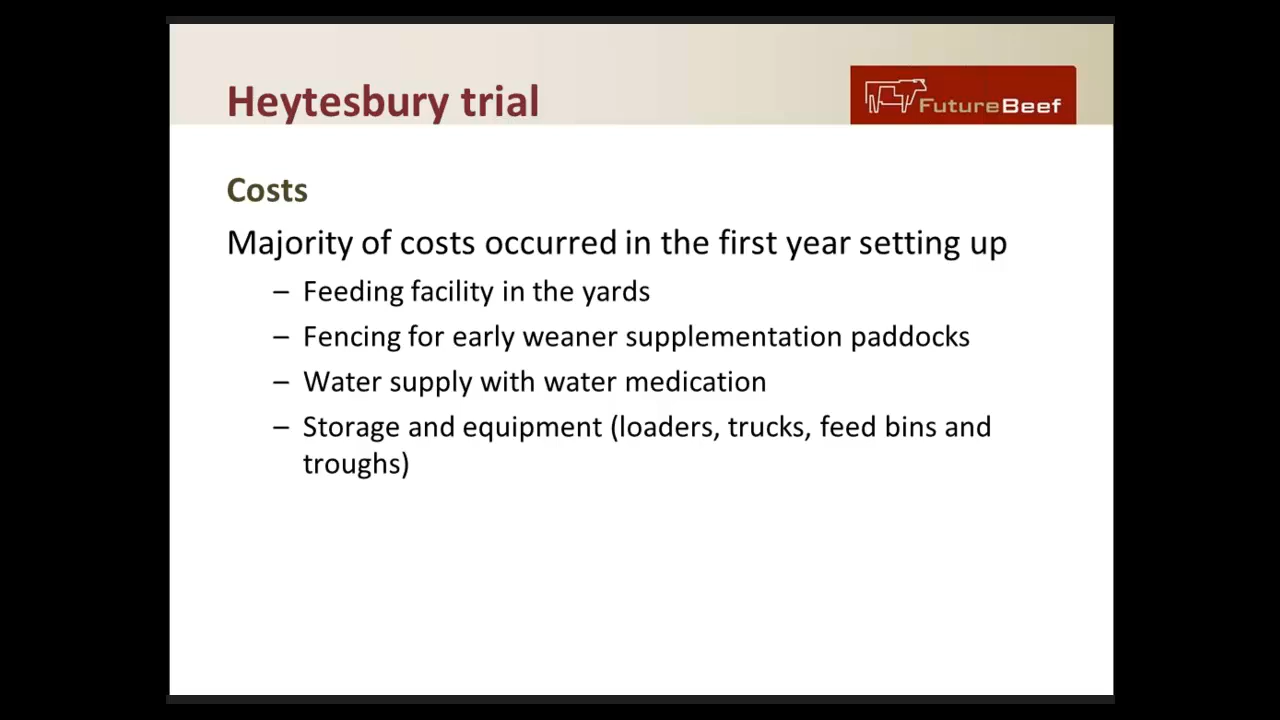 Heytesbury trial
FutureBeef
Costs
Majority of costs occurred in the first year setting up
– Feeding facility in the yards
– Fencing for early weaner supplementation paddocks
– Water supply with water medication
– Storage and equipment (loaders, trucks, feed bins and
troughs)